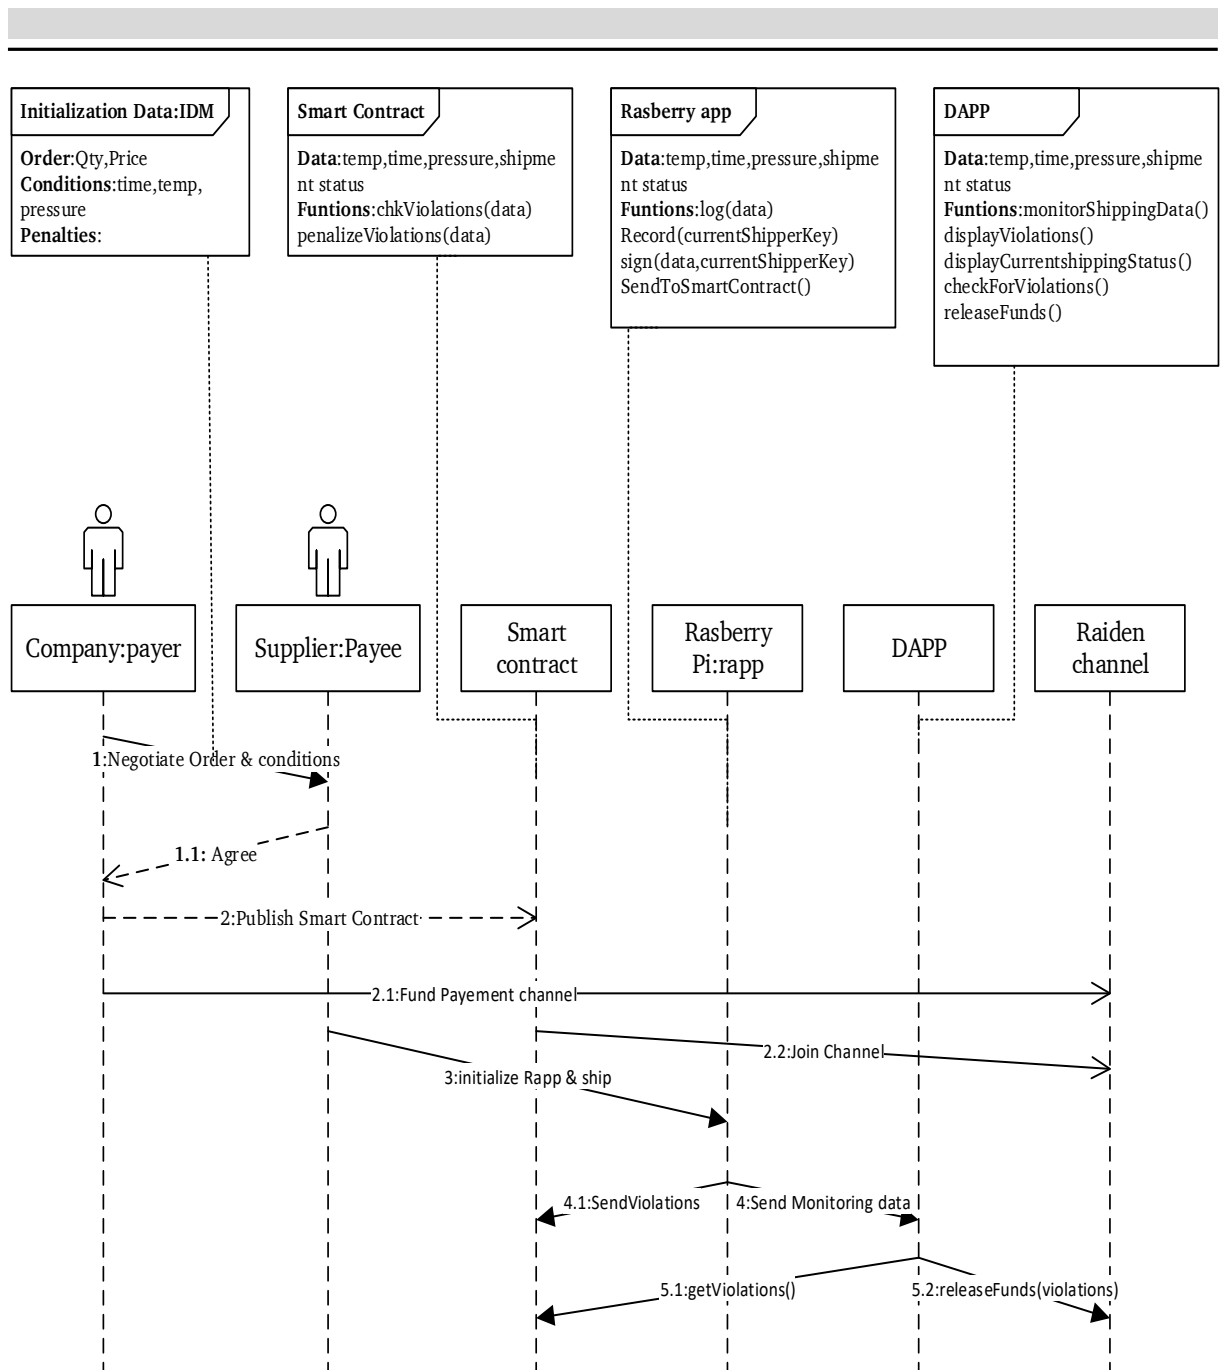 Initialization Data:IDM
Order:Qty,Price
Conditions:time,temp,
pressure
Penalties:
Smart Contract
Data:temp,time,pressure,shipme
nt status
Funtions:chkViolations(data)
penalizeViolations(data)
Rasberry app
Data:temp,time,pressure,shipme
nt status
Funtions:log(data)
Record(currentShipperKey)
sign(data,currentShipperKey)
SendToSmartContract()
DAPP
Data:temp,time,pressure,shipme
nt status
Funtions:monitorShippingData()
displayViolations()
displayCurrentshippingStatus()
checkForViolations()
releaseFunds()
Company:payer
Supplier:Payee
Smart
contract
Rasberry
Pi:rapp
DAPP
Raiden
channel
1:Negotiate Order & conditions
1.1: Agree
2:Publish Smart Contract
2.1:Fund Payement channel
2.2:Join Channel
3:initialize Rapp & ship
4.1:SendViolations
4:Send Monitoring data
5.1:getViolations()
5.2:releaseFunds(violations)